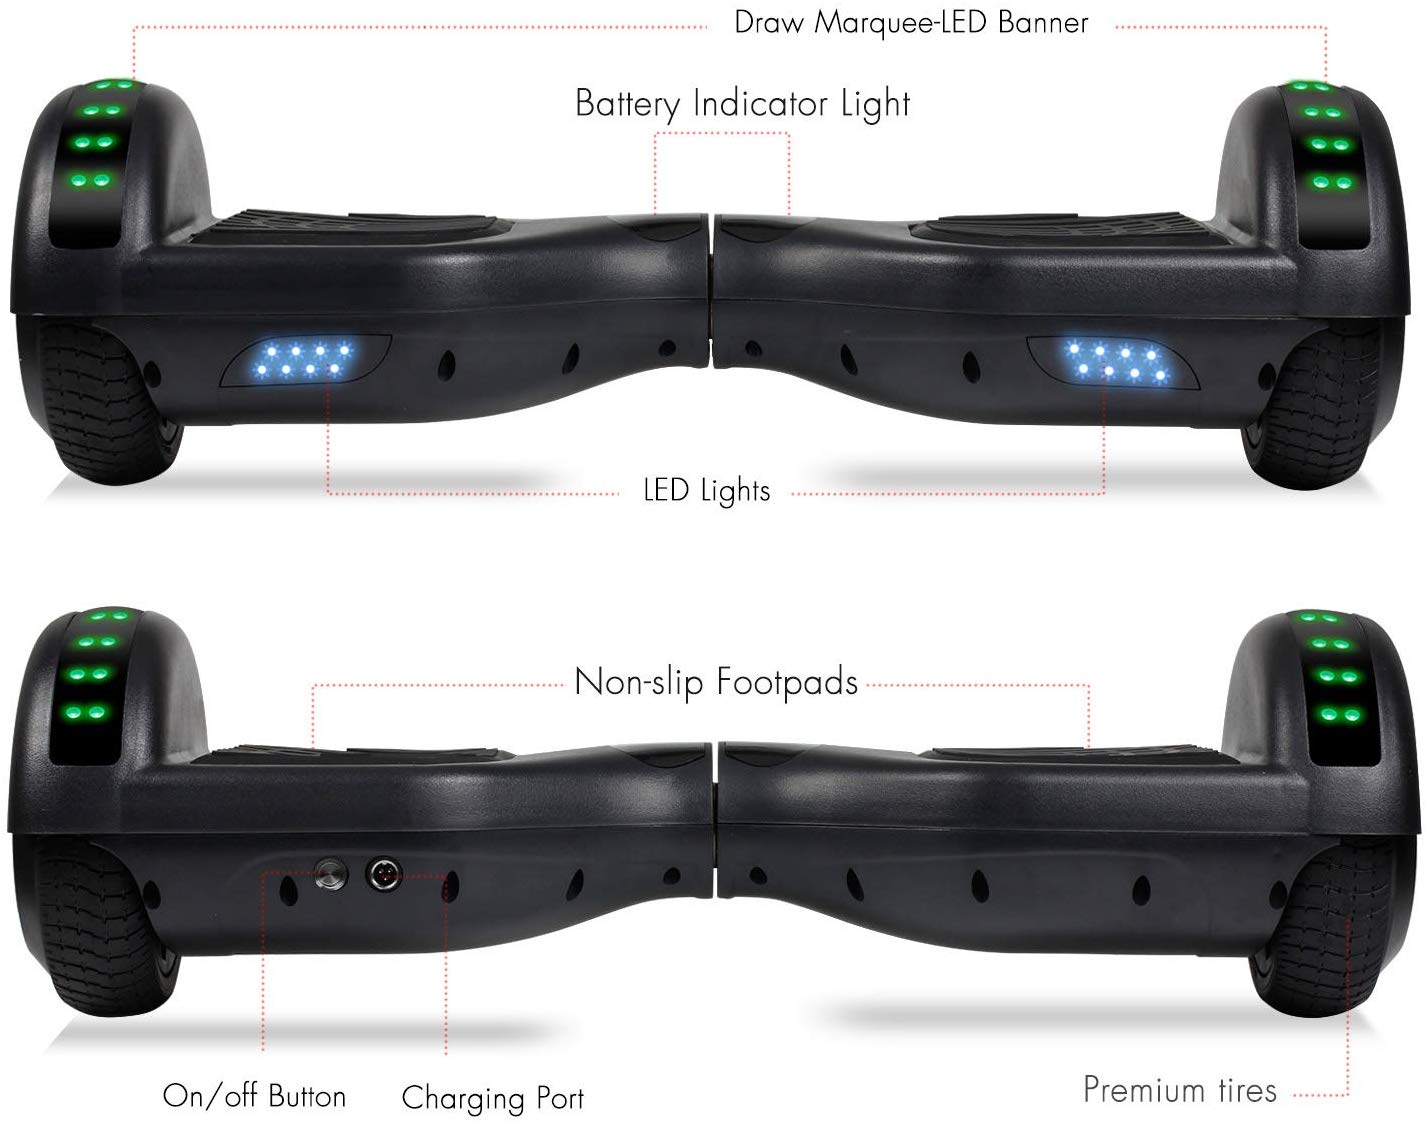 Draw Marquee-LED Banner
Battery Indicator Light
LED Lights
Non-slip Footpads
On/off Button
Charging Port
Premium tires